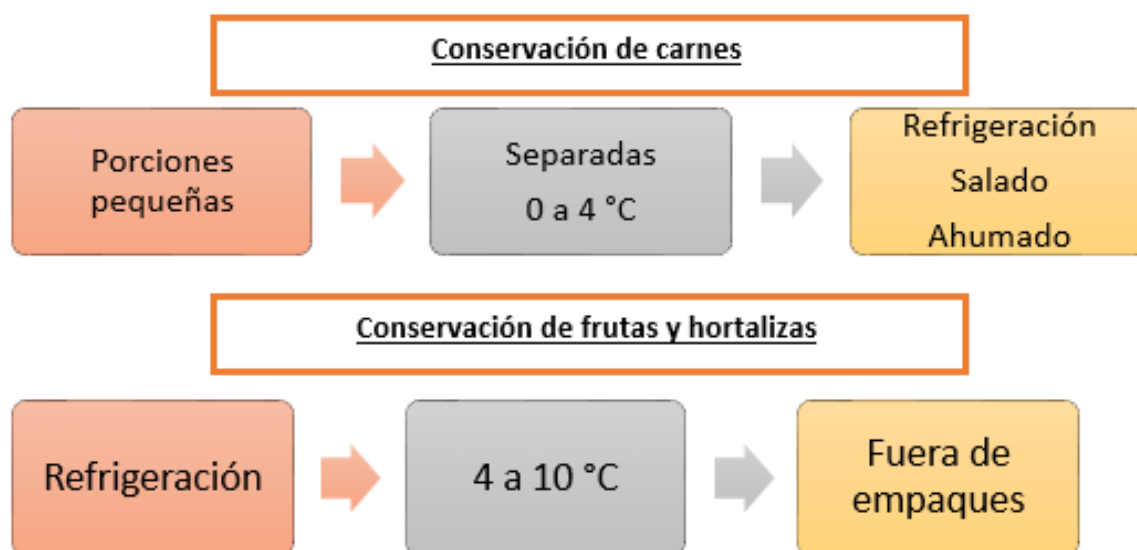 Conservación de carnes
Porciones
pequeñas
Separadas
0 a 4 °C
Refrigeración
Salado
Ahumado
Conservación de frutas y hortalizas
Refrigeración
4 a 10 °C
Fuera de
empaques